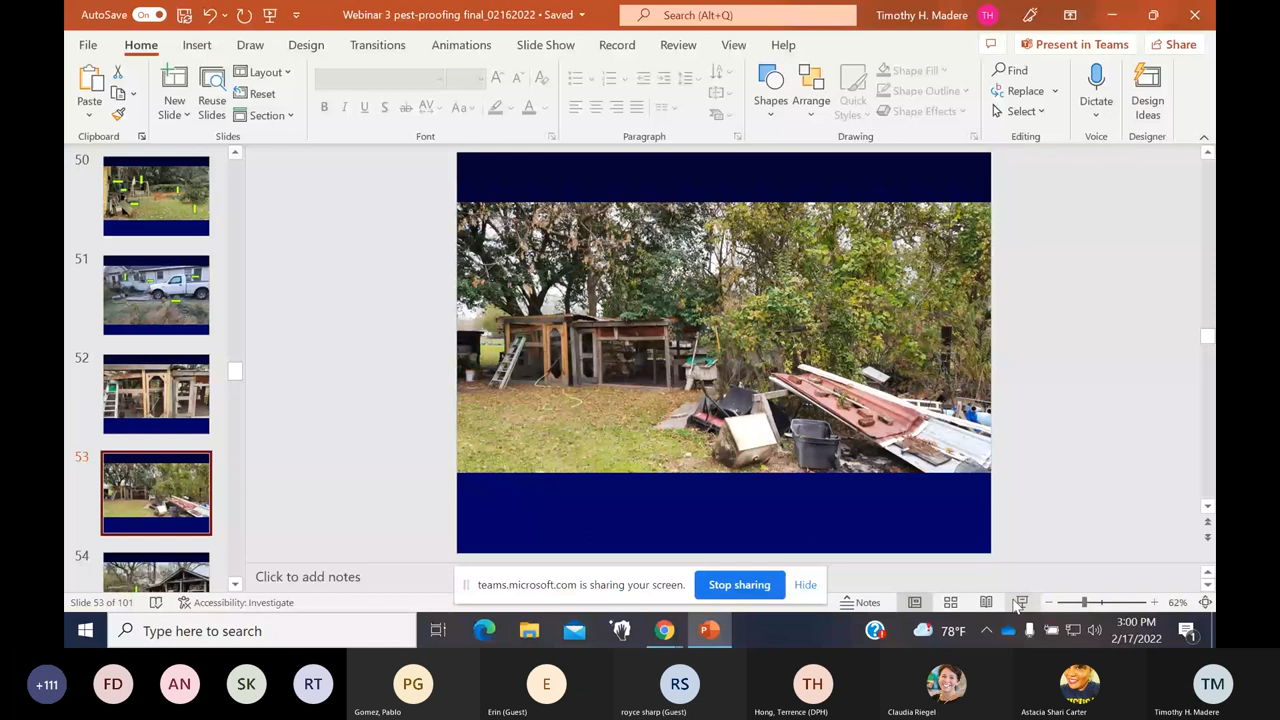 AutoSave On Webinar 3 pest-proofing final_02162022 • Saved Search (Alt+Q) Timothy H. Madere TH
File Home Insert Draw Design Transitions Animations Slide Show Record Review View Help Present in Teams Share
Paste New Slide Reuse Slides Layout Reset Section
B I U S ab AV Aa A
Shapes Arrange Quick Styles Shape Fill Shape Outline Shape Effects
Find Replace Select Dictate Design Ideas
Clipboard Slides Font Paragraph Drawing Editing Voice Designer
50
51
52
53
54
Click to add notes
teams.microsoft.com is sharing your screen. Stop sharing Hide
Slide 53 of 101 Accessibility: Investigate Notes 62%
Type here to search 78°F 3:00 PM
2/17/2022 1
+111 FD AN SK RT PG E RS TH TM
Gomez, Pablo Erin (Guest) royce sharp (Guest) Hong, Terrence (DPH) Claudia Riegel Astacia Shari Carter Timothy H. Madere